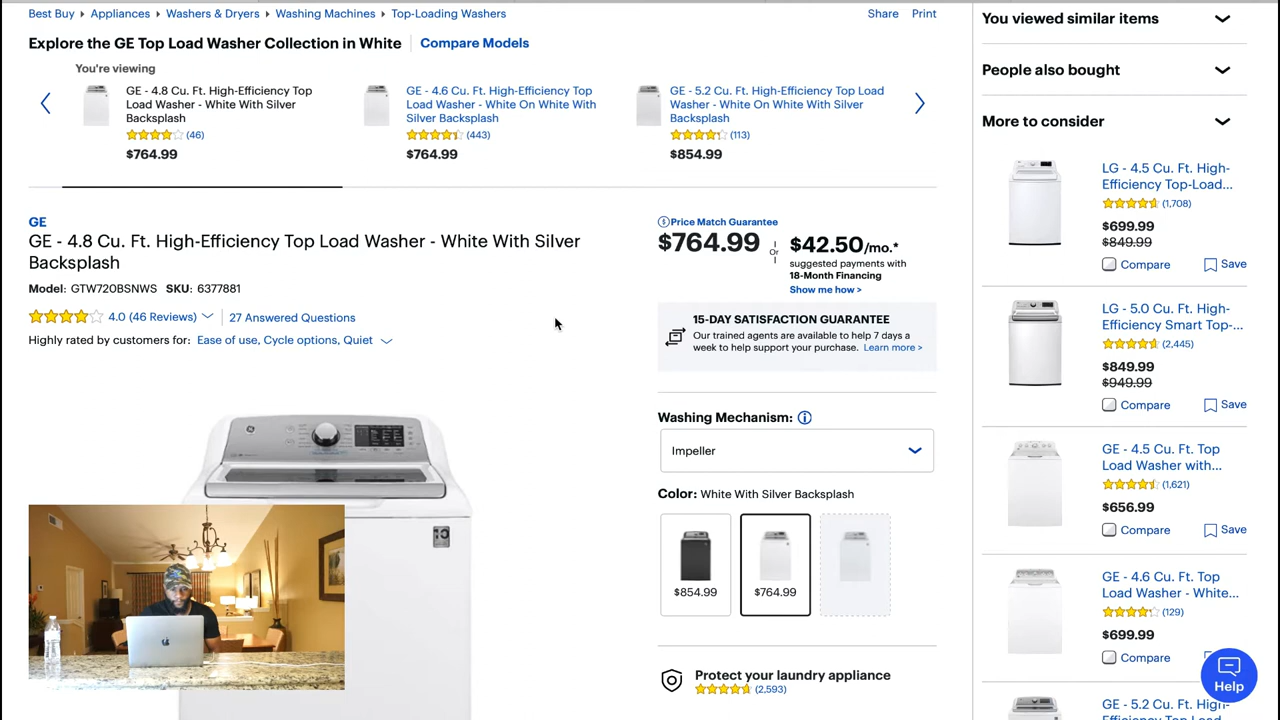 Best Buy Appliances Washers & Dryers Washing Machines Top-Loading Washers
Share Print
Explore the GE Top Load Washer Collection in White
Compare Models
You're viewing
GE - 4.8 Cu. Ft. High-Efficiency Top
Load Washer - White With Silver
Backsplash
(46)
$764.99
GE - 4.6 Cu. Ft. High-Efficiency Top
Load Washer - White On White With
Silver Backsplash
(443)
$764.99
GE - 5.2 Cu. Ft. High-Efficiency Top Load
Washer - White On White With Silver
Backsplash
(113)
$854.99
GE
GE - 4.8 Cu. Ft. High-Efficiency Top Load Washer - White With Silver
Backsplash
Model: GTW720BSNWS SKU: 6377881
4.0 (46 Reviews)
27 Answered Questions
Highly rated by customers for: Ease of use, Cycle options, Quiet
Price Match Guarantee
$764.99
Or
$42.50/mo.*
suggested payments with
18-Month Financing
Show me how >
15-DAY SATISFACTION GUARANTEE
Our trained agents are available to help 7 days a
week to help support your purchase. Learn more >
Washing Mechanism:
Impeller
Color: White With Silver Backsplash
$854.99
$764.99
Protect your laundry appliance
(2,593)
You viewed similar items
People also bought
More to consider
LG - 4.5 Cu. Ft. High-
Efficiency Top-Load...
(1,708)
$699.99
$849.99
Compare Save
LG - 5.0 Cu. Ft. High-
Efficiency Smart Top-...
(2,445)
$849.99
$949.99
Compare Save
GE - 4.5 Cu. Ft. Top
Load Washer with...
(1,621)
$656.99
Compare Save
GE - 4.6 Cu. Ft. Top
Load Washer - White...
(129)
$699.99
Compare
GE - 5.2 Cu. Ft. High-
Efficiency Top Load
Help